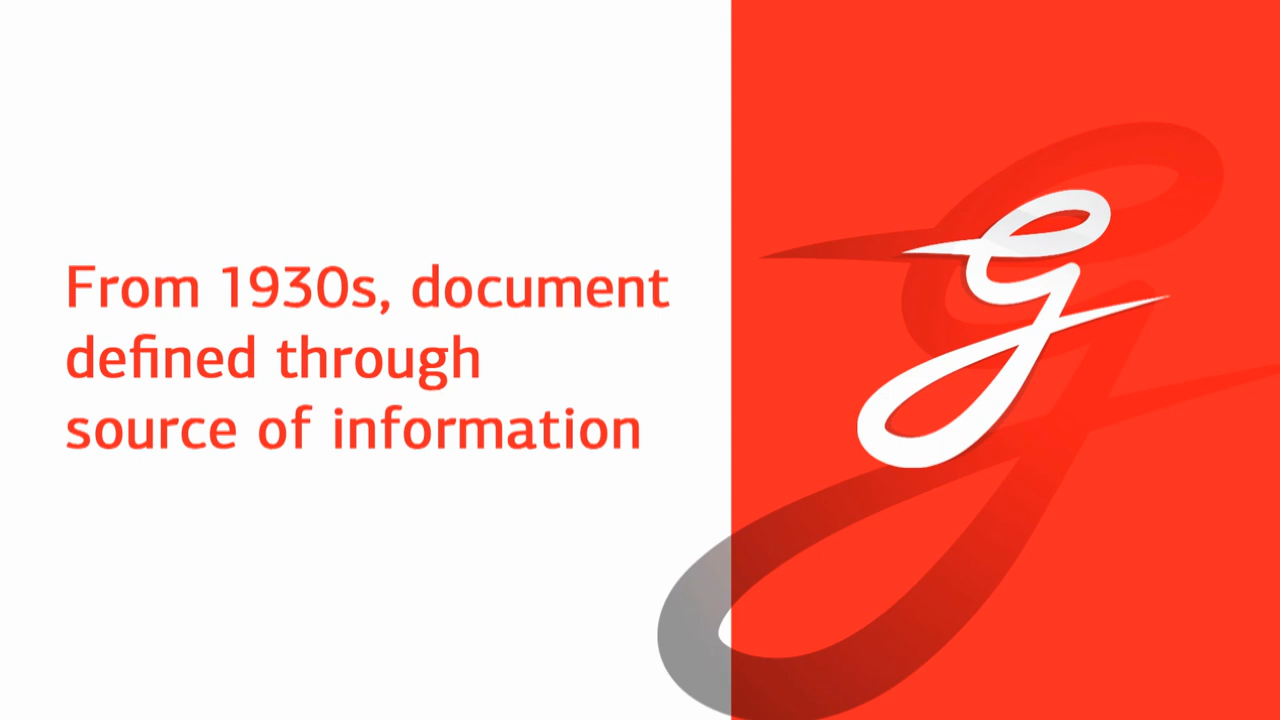 From 1930s, document
defined through
source of information